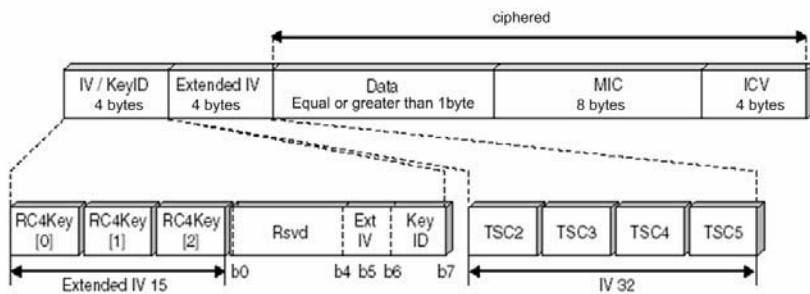 ciphered
IV / KeyID
4 bytes
Extended IV
4 bytes
Data
Equal or greater than 1byte
MIC
8 bytes
ICV
4 bytes
RC4Key
[0]
RC4Key
[1]
RC4Key
[2]
Rsvd
Ext
IV
Key
ID
TSC2
TSC3
TSC4
TSC5
b0
b4
b5
b6
b7
Extended IV 15
IV 32